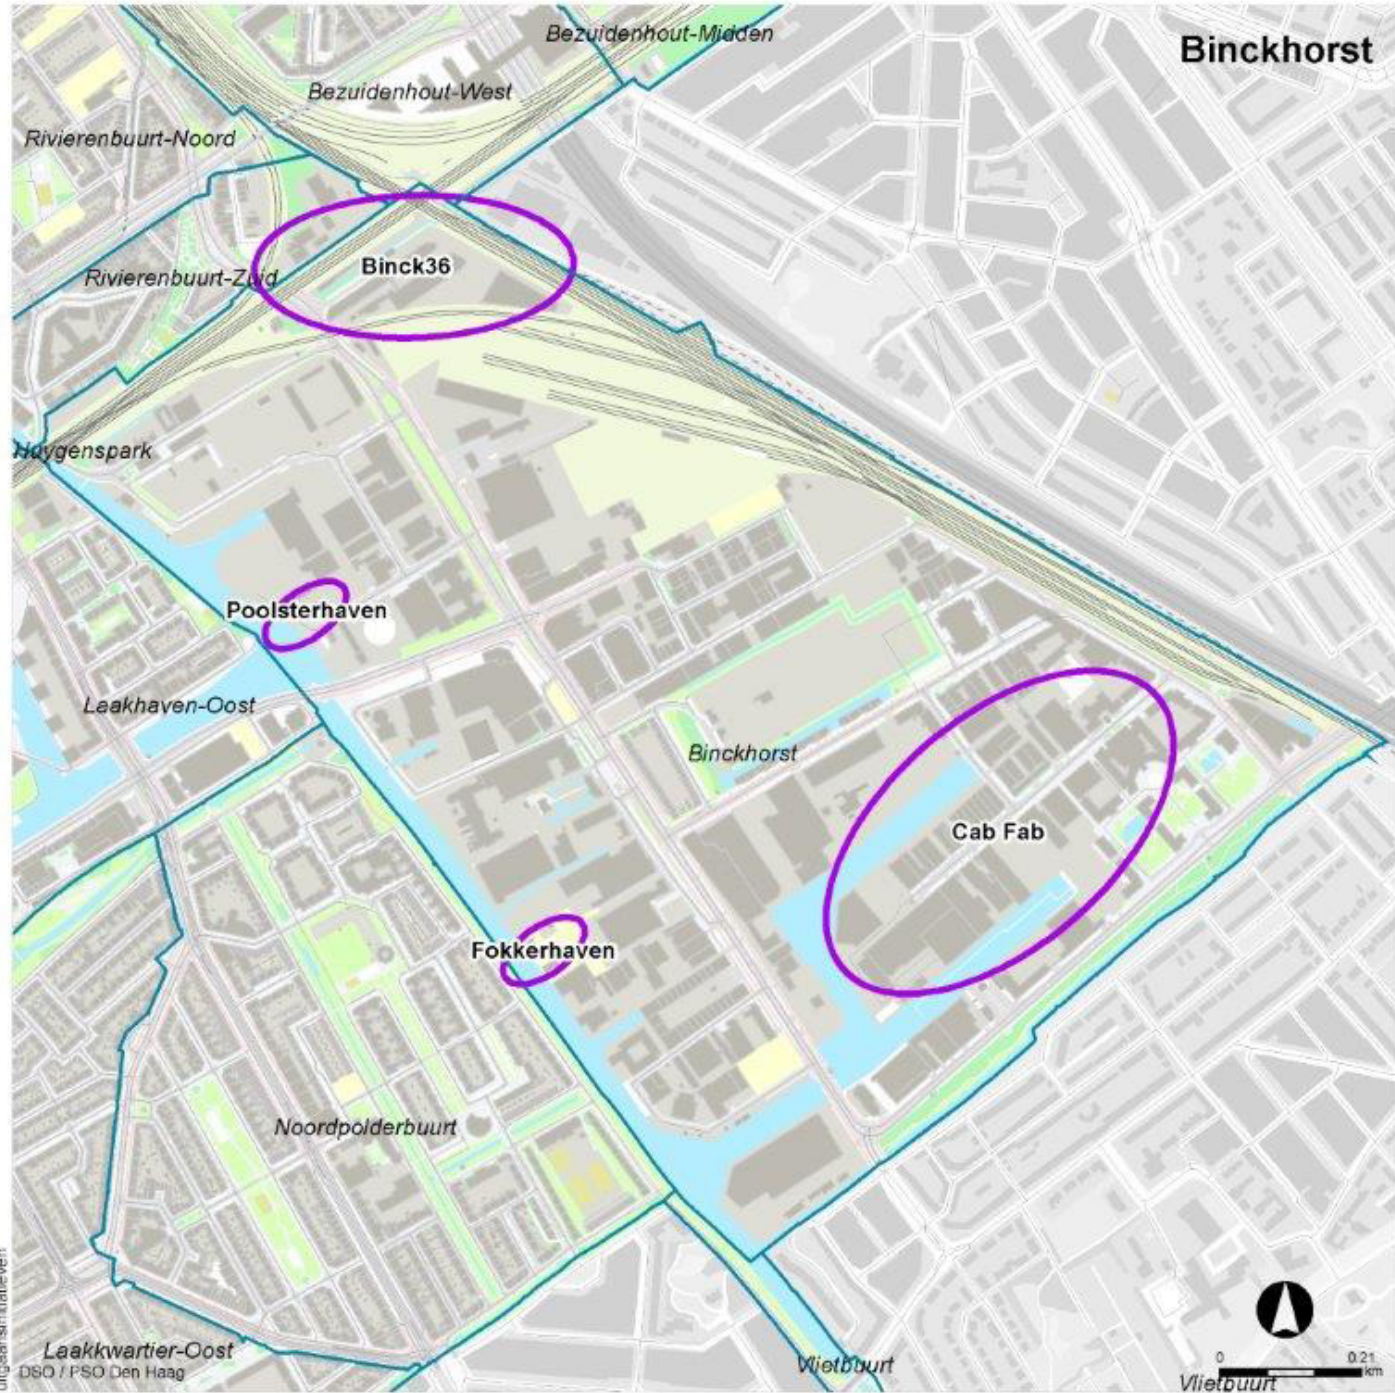 Bezuidenhout-Midden
Binckhorst
Bezuidenhout-West
Rivierenbuurt-Noord
Binck36
Rivierenbuurt-Zuid
Huygenspark
Poolsterhaven
Laakhaven-Oost
Binckhorst
Cab Fab
Fokkerhaven
Noordpolderbuurt
Laakkwartier-Oost
DSO / PSO Den Haag
Vlietbuurt
0 0.21
km
Vlietbuurt